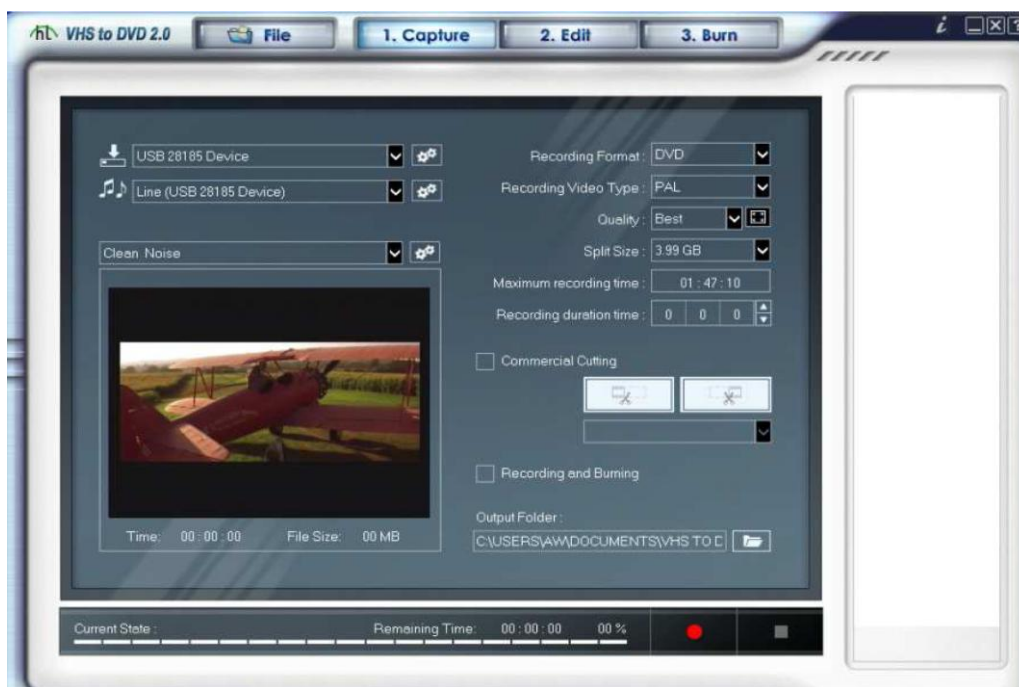 VHS to DVD 2.0
File
1. Capture
2. Edit
3. Burn
USB 28185 Device
Line (USB 28185 Device)
Clean Noise
Time: 00 : 00 : 00 File Size: 00 MB
Recording Format : DVD
Recording Video Type : PAL
Quality : Best
Split Size : 3.99 GB
Maximum recording time : 01 : 47 : 10
Recording duration time : 0 0 0
Commercial Cutting
Recording and Burning
Output Folder :
C:\USERS\AW\DOCUMENTS\VHS TO D
Current State : Remaining Time: 00 : 00 : 00 00 %